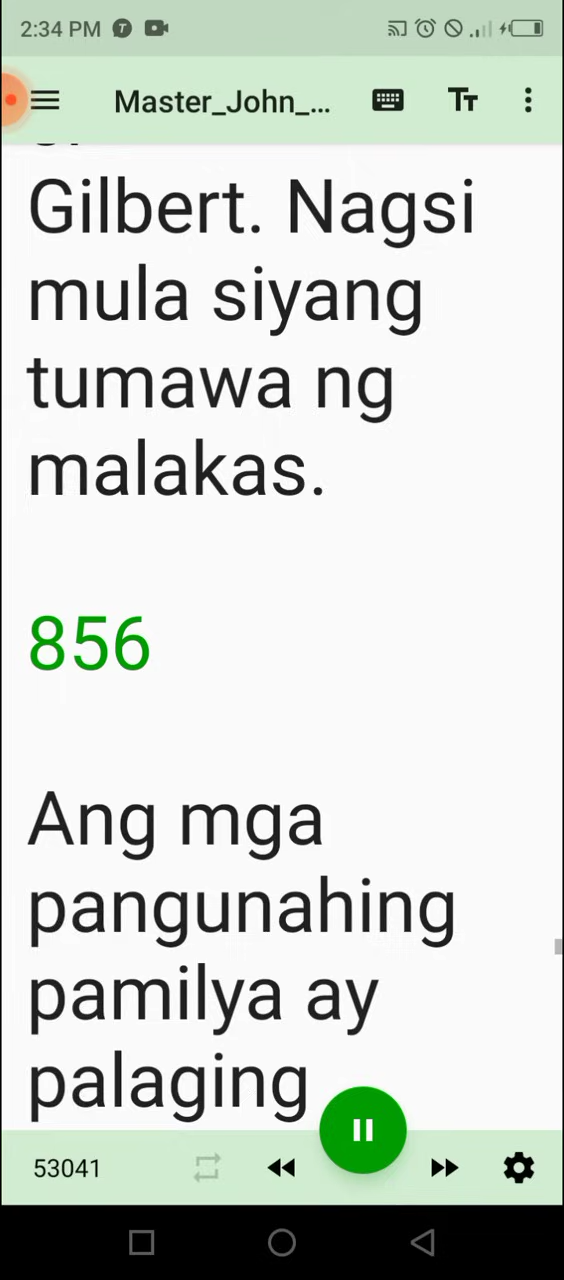 2:34 PM
Master_John_...
Gilbert. Nagsi
mula siyang
tumawa ng
malakas.
856
Ang mga
pangunahing
pamilya ay
palaging
53041